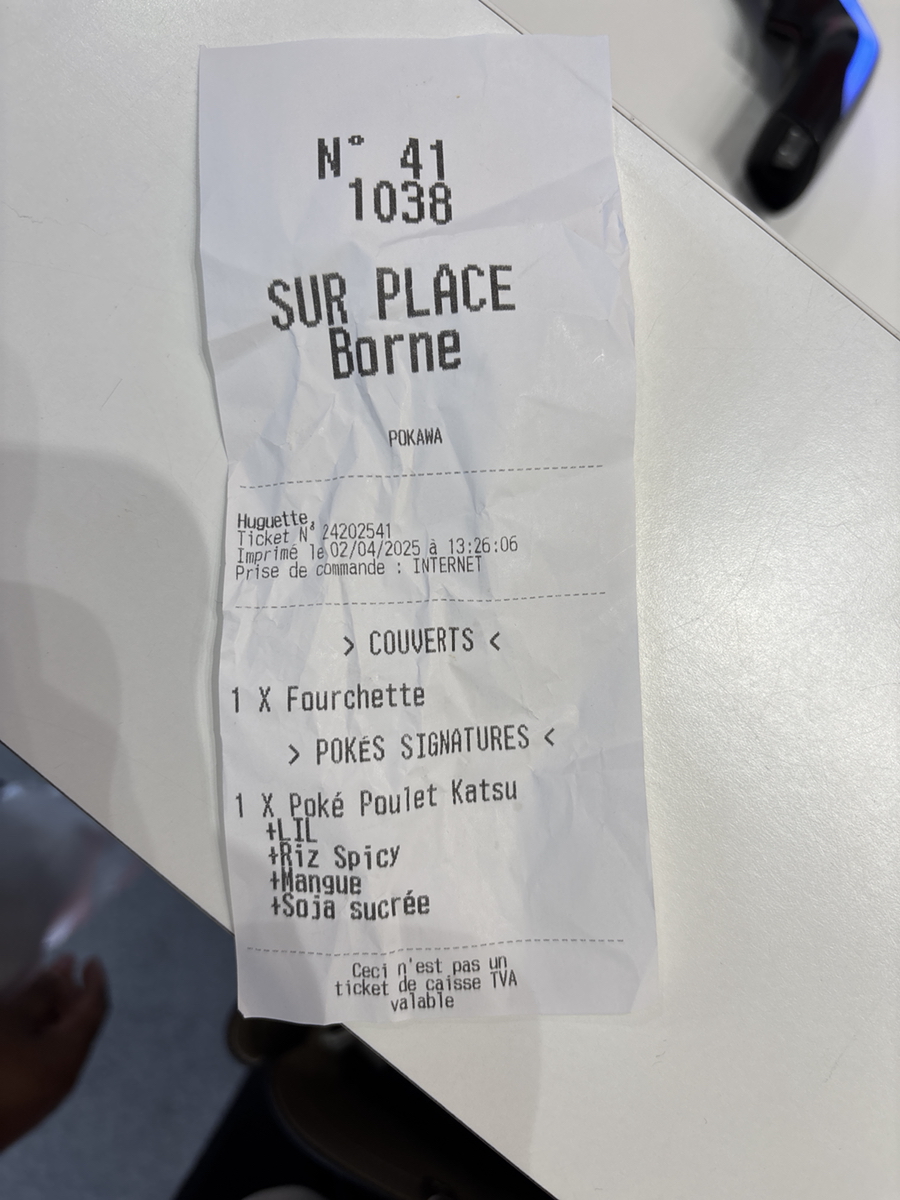 N° 41
1038
SUR PLACE
Borne
POKAWA
Huguette,
Ticket N° 24202541
Imprimé le 02/04/2025 à 13:26:06
Prise de commande : INTERNET
> COUVERTS <
1 X Fourchette
> POKÉS SIGNATURES <
1 X Poké Poulet Katsu
+LIL
+Riz Spicy
+Mangue
+Soja sucrée
Ceci n'est pas un
ticket de caisse TVA
valable